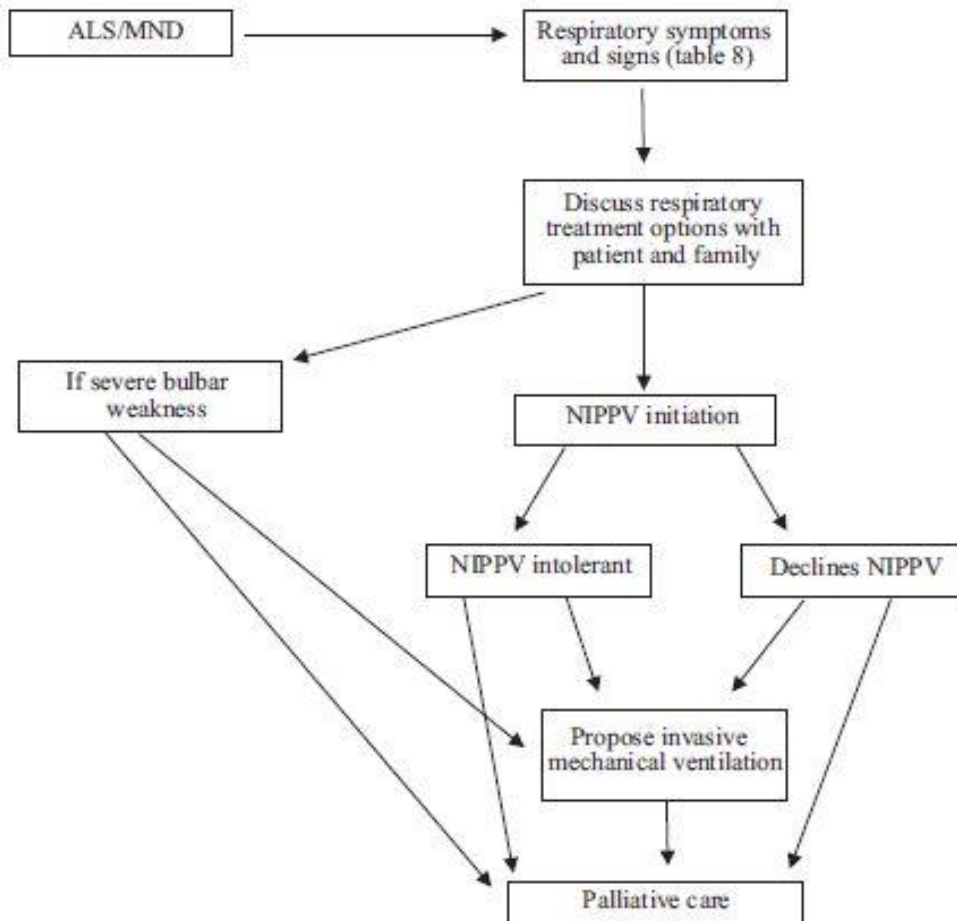 ALS/MND
Respiratory symptoms
and signs (table 8)
Discuss respiratory
treatment options with
patient and family
If severe bulbar
weakness
NIPPV initiation
NIPPV intolerant
Declines NIPPV
Propose invasive
mechanical ventilation
Palliative care